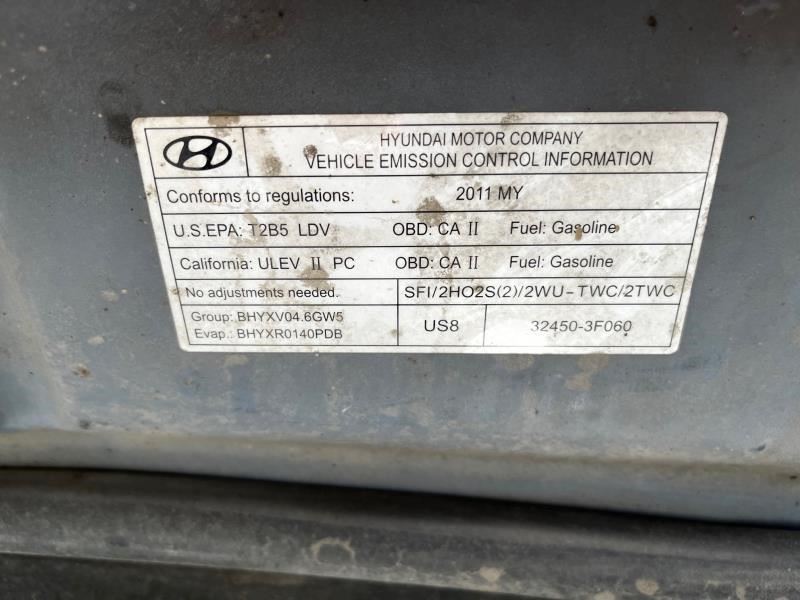 HYUNDAI MOTOR COMPANY
VEHICLE EMISSION CONTROL INFORMATION
Conforms to regulations: 2011 MY
U.S.EPA: T2B5 LDV OBD: CA II Fuel: Gasoline
California: ULEV II PC OBD: CA II Fuel: Gasoline
No adjustments needed. SFI/2HO2S(2)/2WU-TWC/2TWC
Group: BHYXV04.6GW5
Evap.: BHYXR0140PDB
US8 32450-3F060